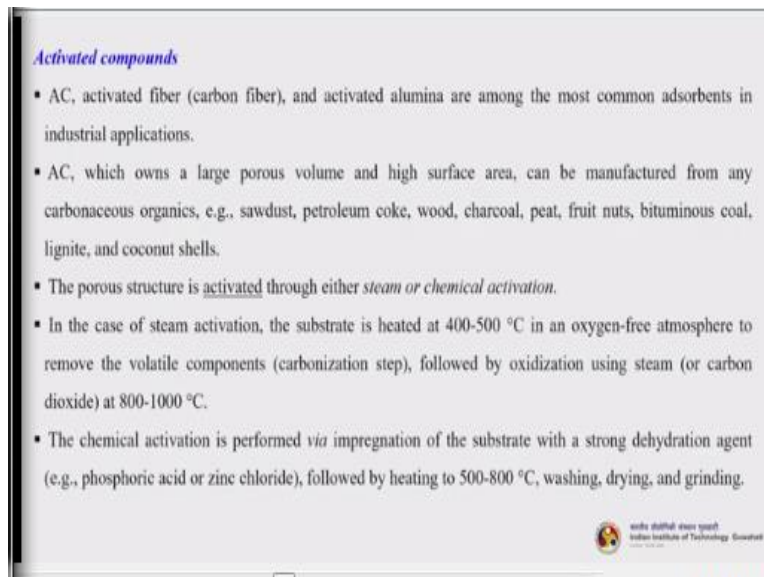 Activated compounds
▪ AC, activated fiber (carbon fiber), and activated alumina are among the most common adsorbents in
industrial applications.
▪ AC, which owns a large porous volume and high surface area, can be manufactured from any
carbonaceous organics, e.g., sawdust, petroleum coke, wood, charcoal, peat, fruit nuts, bituminous coal,
lignite, and coconut shells.
▪ The porous structure is activated through either steam or chemical activation.
▪ In the case of steam activation, the substrate is heated at 400-500 °C in an oxygen-free atmosphere to
remove the volatile components (carbonization step), followed by oxidization using steam (or carbon
dioxide) at 800-1000 °C.
▪ The chemical activation is performed via impregnation of the substrate with a strong dehydration agent
(e.g., phosphoric acid or zinc chloride), followed by heating to 500-800 °C, washing, drying, and grinding.
Indian Institute of Technology Guwahati